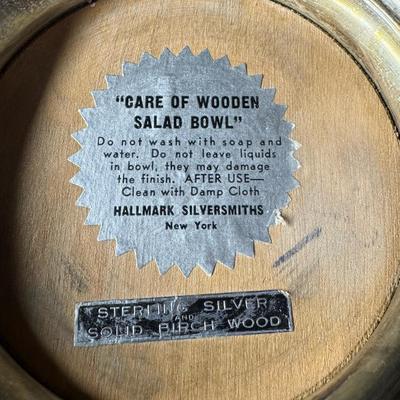 "CARE OF WOODEN
SALAD BOWL"
Do not wash with soap and
water. Do not leave liquids
in bowl, they may damage
the finish. AFTER USE—
Clean with Damp Cloth
HALLMARK SILVERSMITHS
New York
STERLING SILVER
AND
SOLID BIRCH WOOD